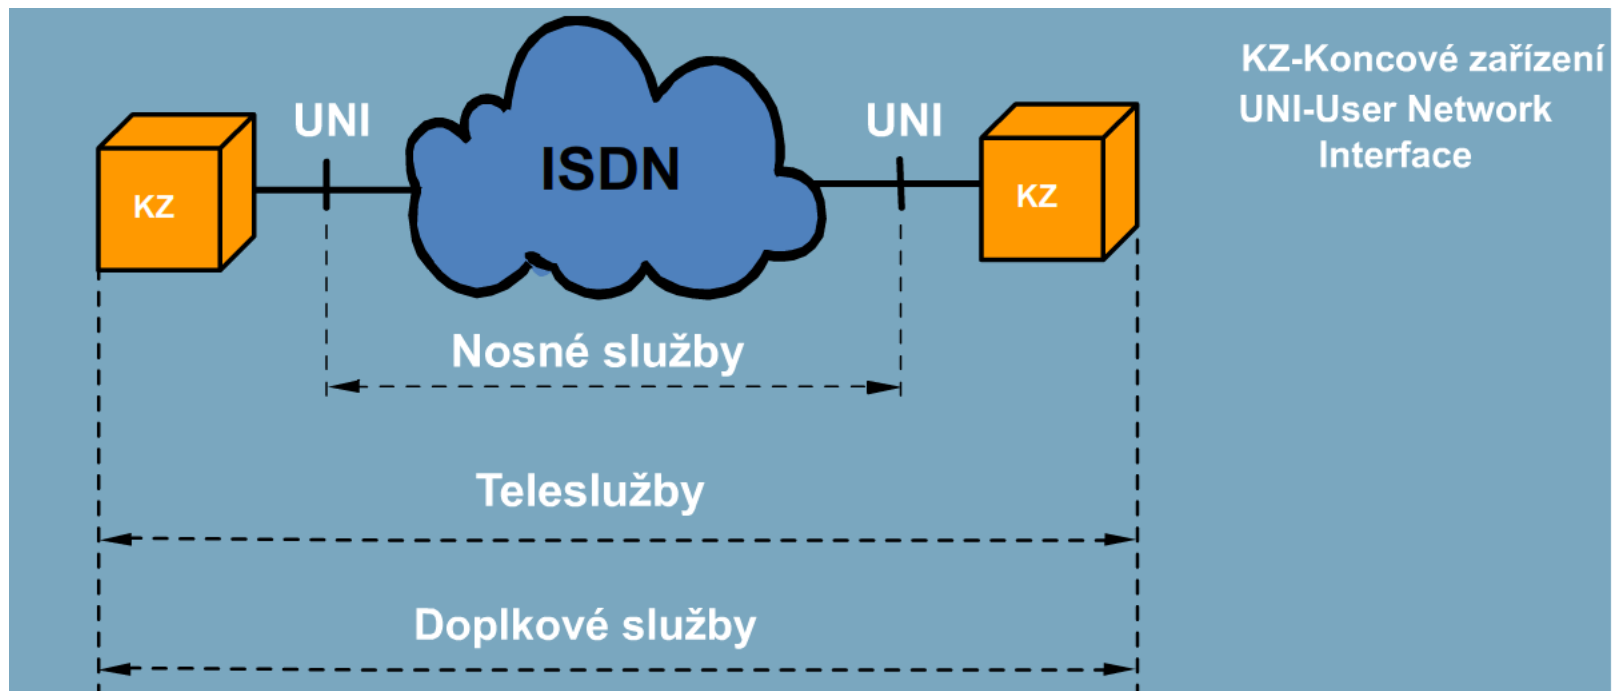 KZ-Koncové zařízení
UNI-User Network
Interface
UNI
UNI
ISDN
KZ
KZ
Nosné služby
Teleslužby
Doplkové služby